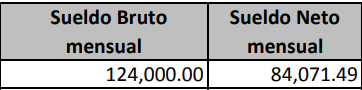 Sueldo Bruto mensual
Sueldo Neto mensual
124,000.00
84,071.49